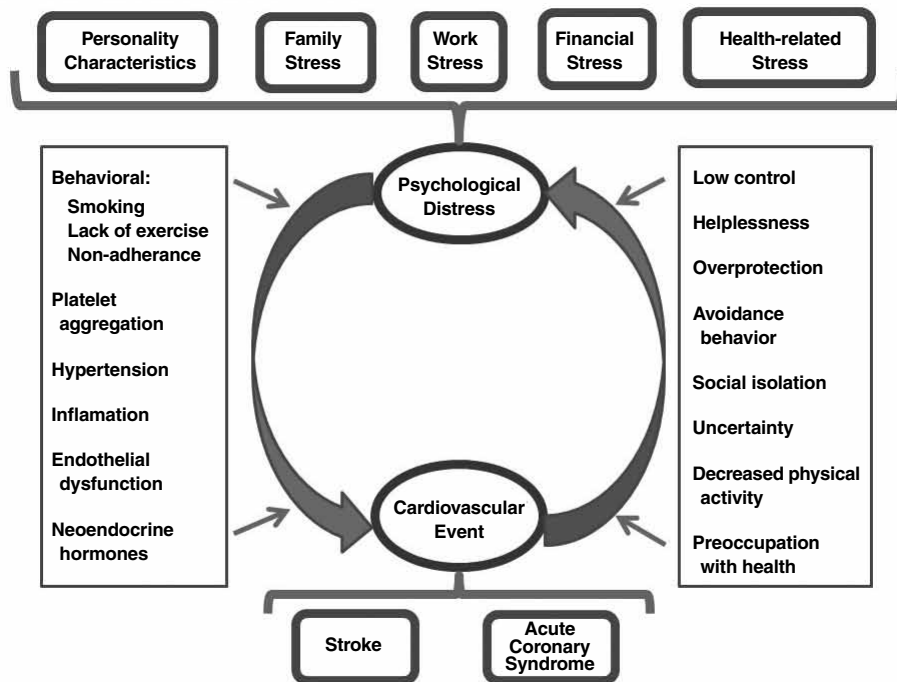 Personality
Characteristics
Family
Stress
Work
Stress
Financial
Stress
Health-related
Stress
Psychological
Distress
Behavioral:
Smoking
Lack of exercise
Non-adherance
Platelet
aggregation
Hypertension
Inflamation
Endothelial
dysfunction
Neoendocrine
hormones
Low control
Helplessness
Overprotection
Avoidance
behavior
Social isolation
Uncertainty
Decreased physical
activity
Preoccupation
with health
Cardiovascular
Event
Stroke
Acute
Coronary
Syndrome